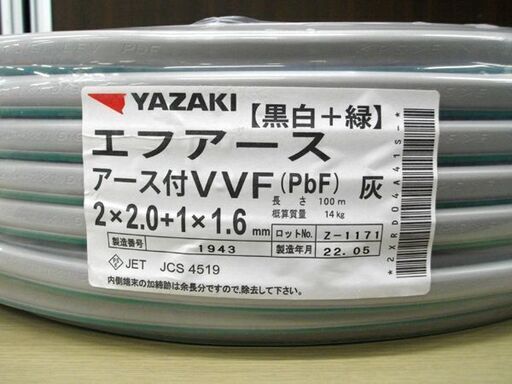 YAZAKI
【黒白＋緑】
エフアース
アース付VVF(PbF) 灰
2×2.0+1×1.6mm
長さ 100m
概算質量 14kg
ロットNo. Z-1171
製造番号 1943
製造年月 22.05
JET JCS 4519
内側端末の加締跡は余長分ですので,除去して下さい。
*2XRD04A41S-*